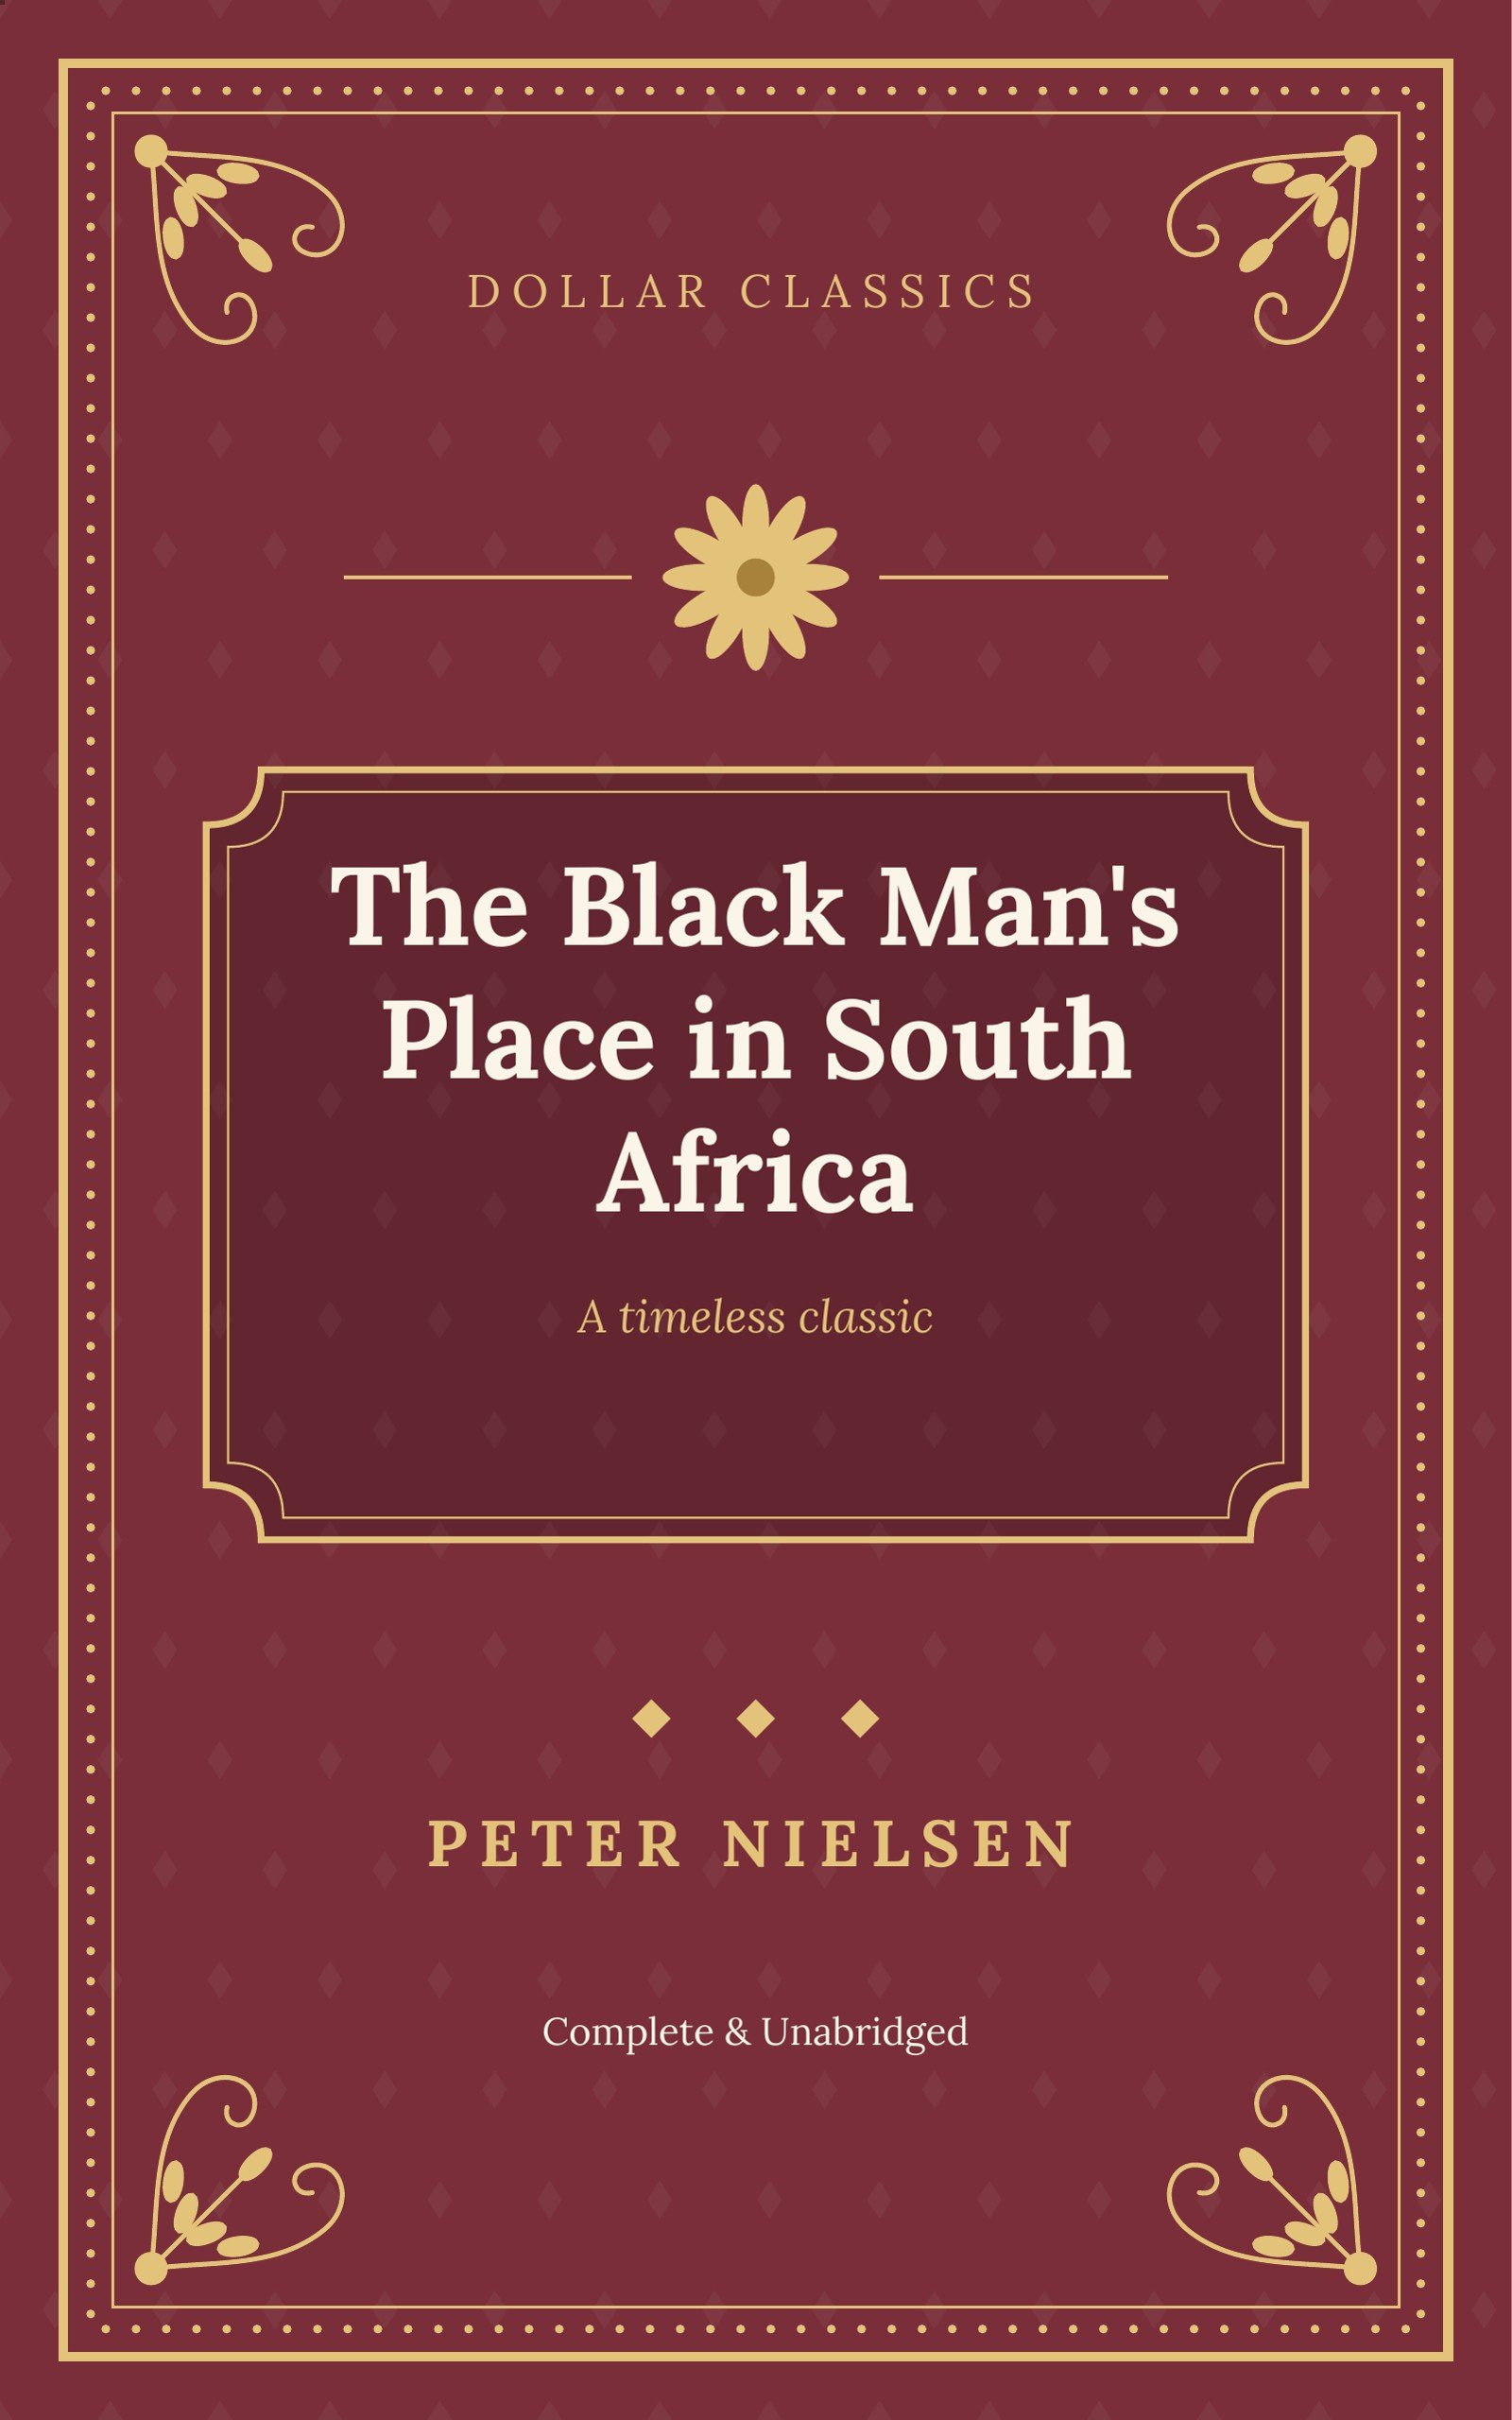 DOLLAR CLASSICS
The Black Man's
Place in South
Africa
A timeless classic
PETER NIELSEN
Complete & Unabridged